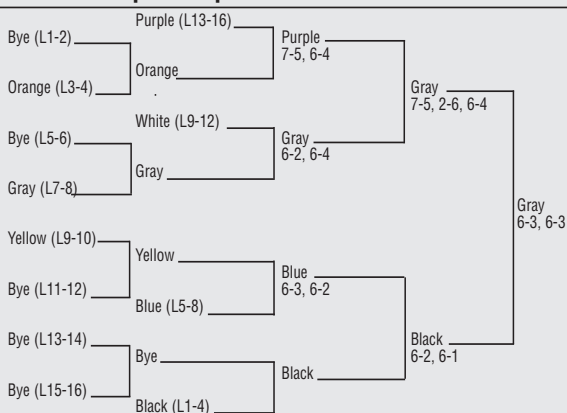 Bye (L1-2)
Orange (L3-4)
Bye (L5-6)
Gray (L7-8)
Yellow (L9-10)
Bye (L11-12)
Bye (L13-14)
Bye (L15-16)
Purple (L13-16)
Orange
White (L9-12)
Gray
Yellow
Blue (L5-8)
Bye
Black (L1-4)
Purple
7-5, 6-4
Gray
6-2, 6-4
Blue
6-3, 6-2
Black
Gray
7-5, 2-6, 6-4
Black
6-2, 6-1
Gray
6-3, 6-3